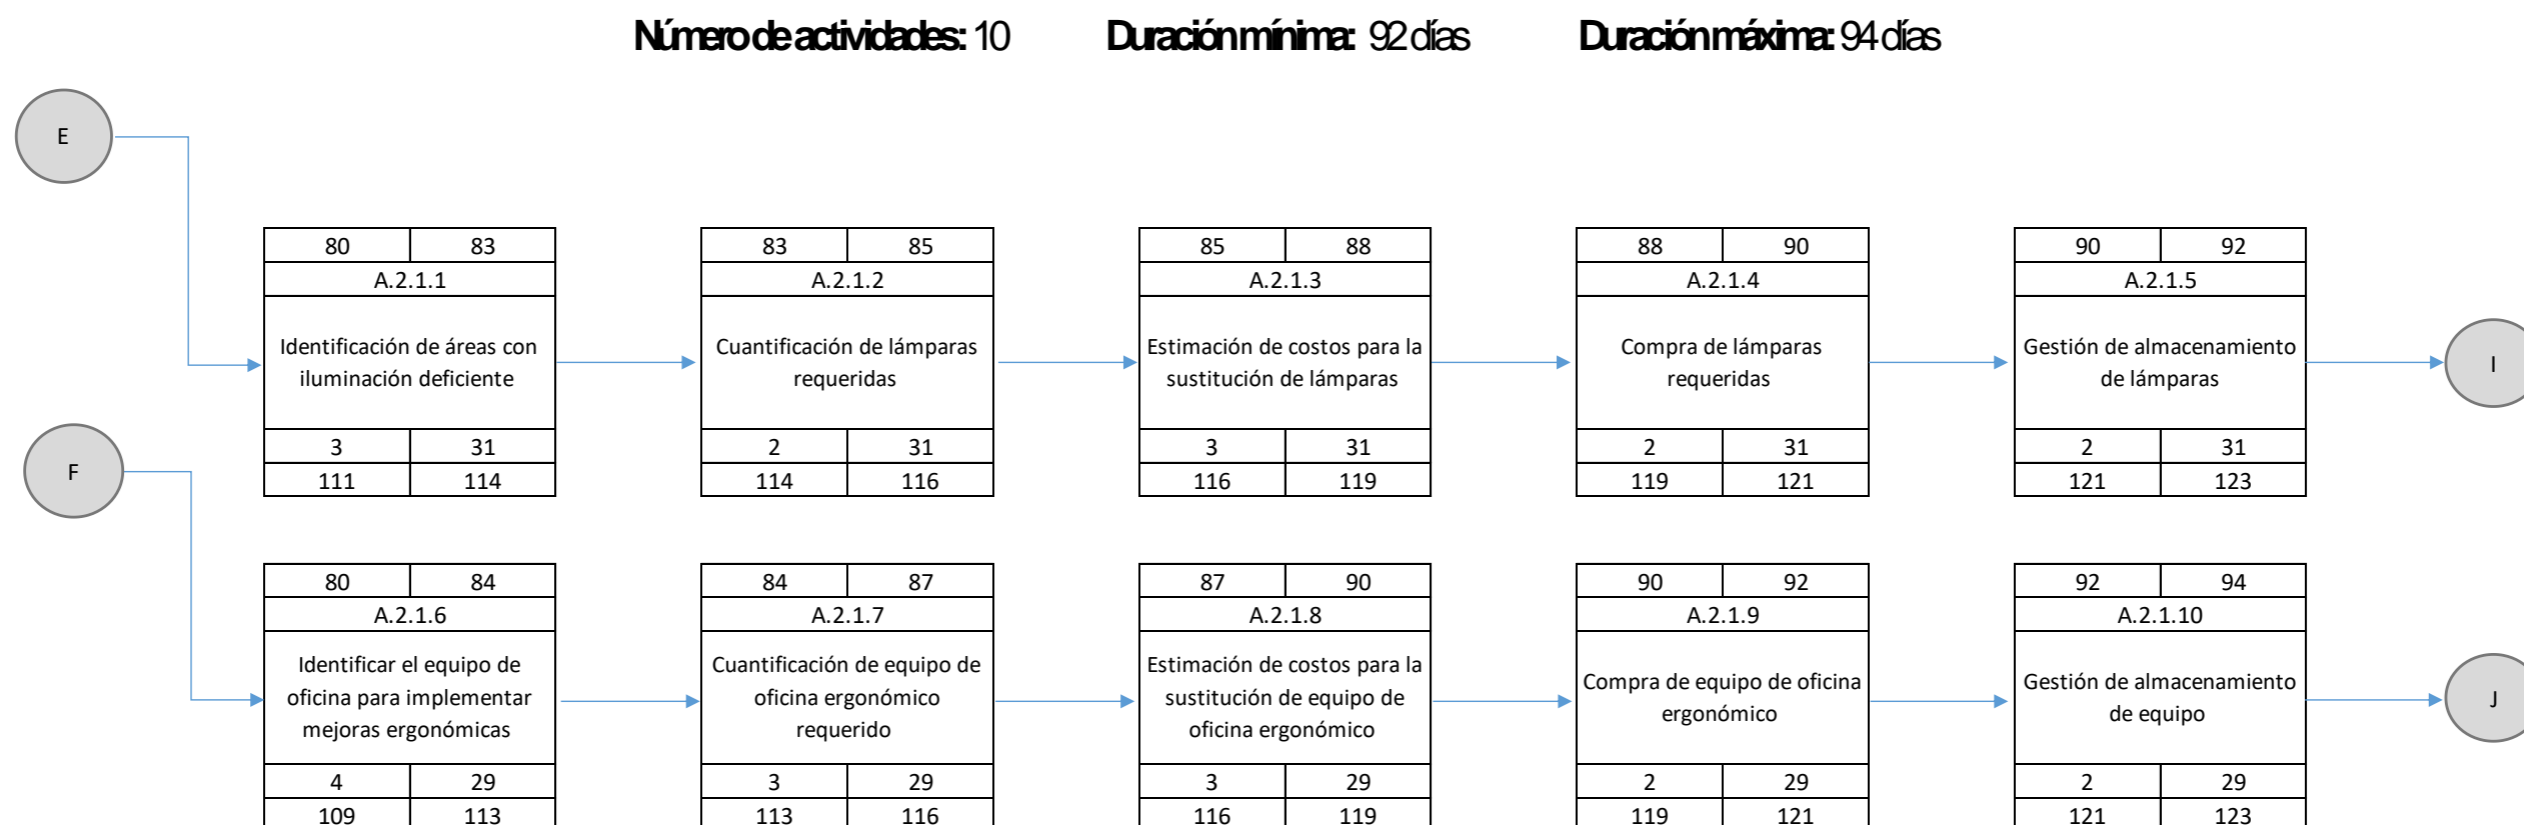 Número de actividades: 10 Duración mínima: 92 días Duración máxima: 94 días
E
80 83
A.2.1.1
Identificación de áreas con
iluminación deficiente
3 31
111 114
83 85
A.2.1.2
Cuantificación de lámparas
requeridas
2 31
114 116
85 88
A.2.1.3
Estimación de costos para la
sustitución de lámparas
3 31
116 119
88 90
A.2.1.4
Compra de lámparas
requeridas
2 31
119 121
90 92
A.2.1.5
Gestión de almacenamiento
de lámparas
2 31
121 123
I
F
80 84
A.2.1.6
Identificar el equipo de
oficina para implementar
mejoras ergonómicas
4 29
109 113
84 87
A.2.1.7
Cuantificación de equipo de
oficina ergonómico
requerido
3 29
113 116
87 90
A.2.1.8
Estimación de costos para la
sustitución de equipo de
oficina ergonómico
3 29
116 119
90 92
A.2.1.9
Compra de equipo de oficina
ergonómico
2 29
119 121
92 94
A.2.1.10
Gestión de almacenamiento
de equipo
2 29
121 123
J